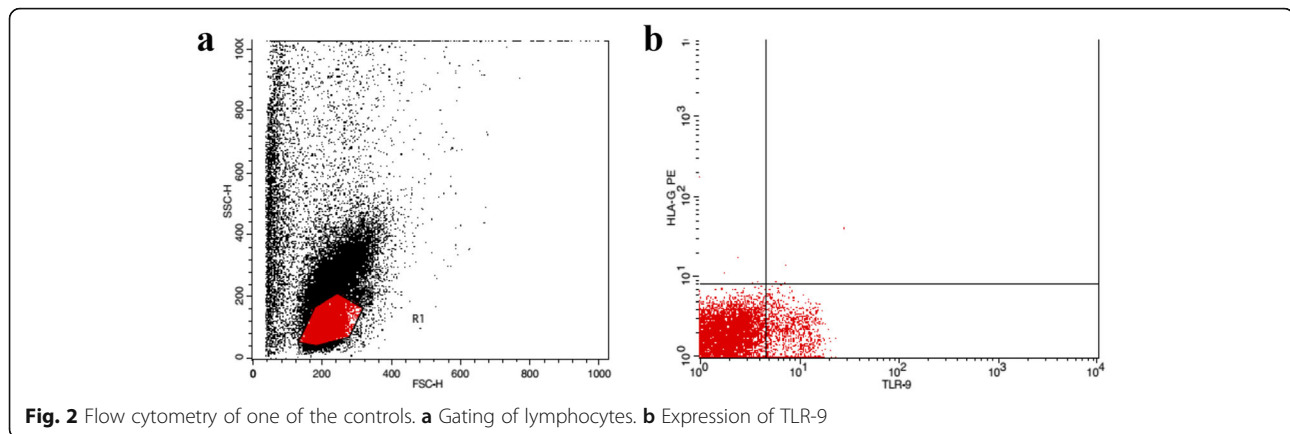 a
b
100
800
600
400
200
0
SSC-H
R1
0 200 400 600 800 1000
FSC-H
HLA-G_PE
10^3
10^2
10^1
10^0
10^0 10^1 10^2 10^3 10^4
TLR-9
Fig. 2 Flow cytometry of one of the controls. a Gating of lymphocytes. b Expression of TLR-9